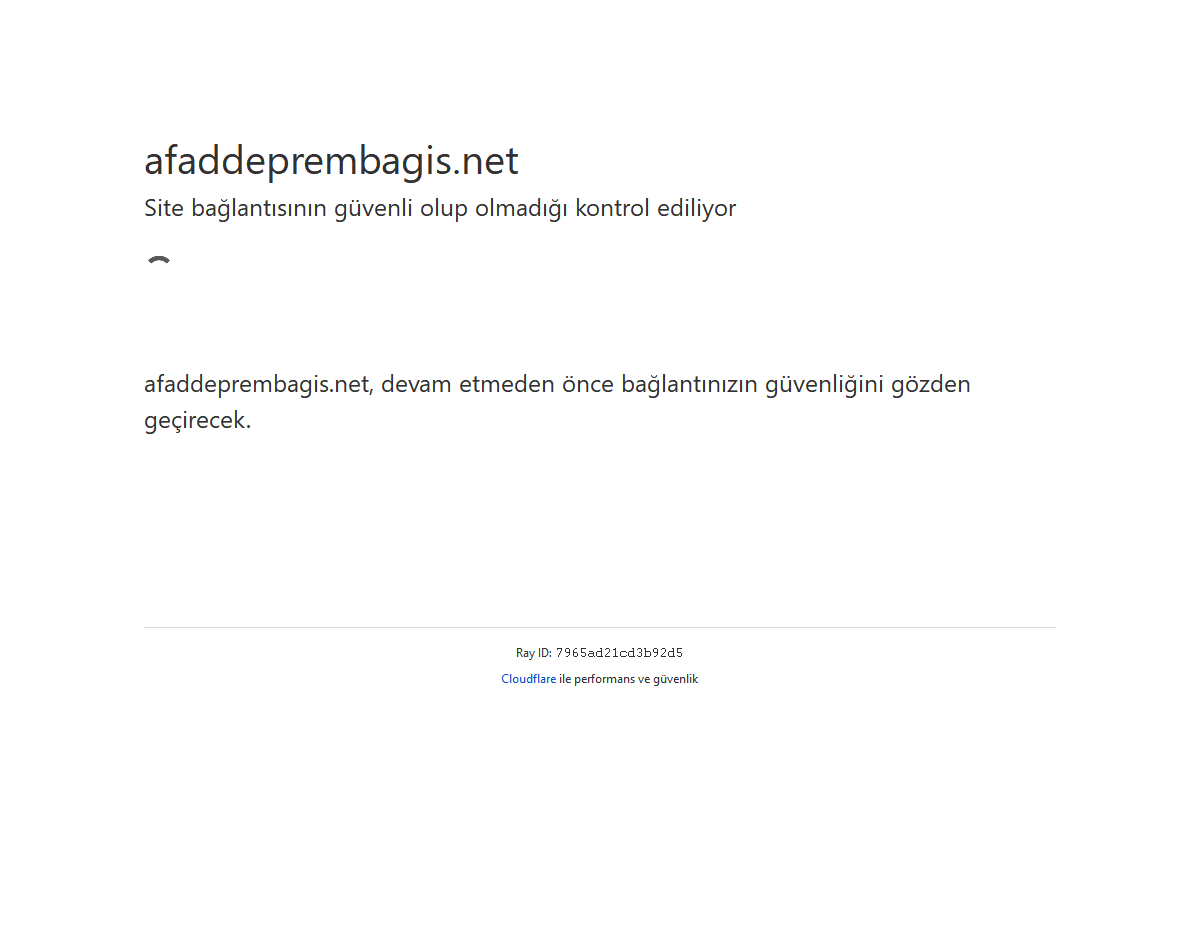 afaddeprembagis.net
Site bağlantısının güvenli olup olmadığı kontrol ediliyor
afaddeprembagis.net, devam etmeden önce bağlantınızın güvenliğini gözden
geçirecek.
Ray ID: 7965ad21cd3b92d5
Cloudflare ile performans ve güvenlik